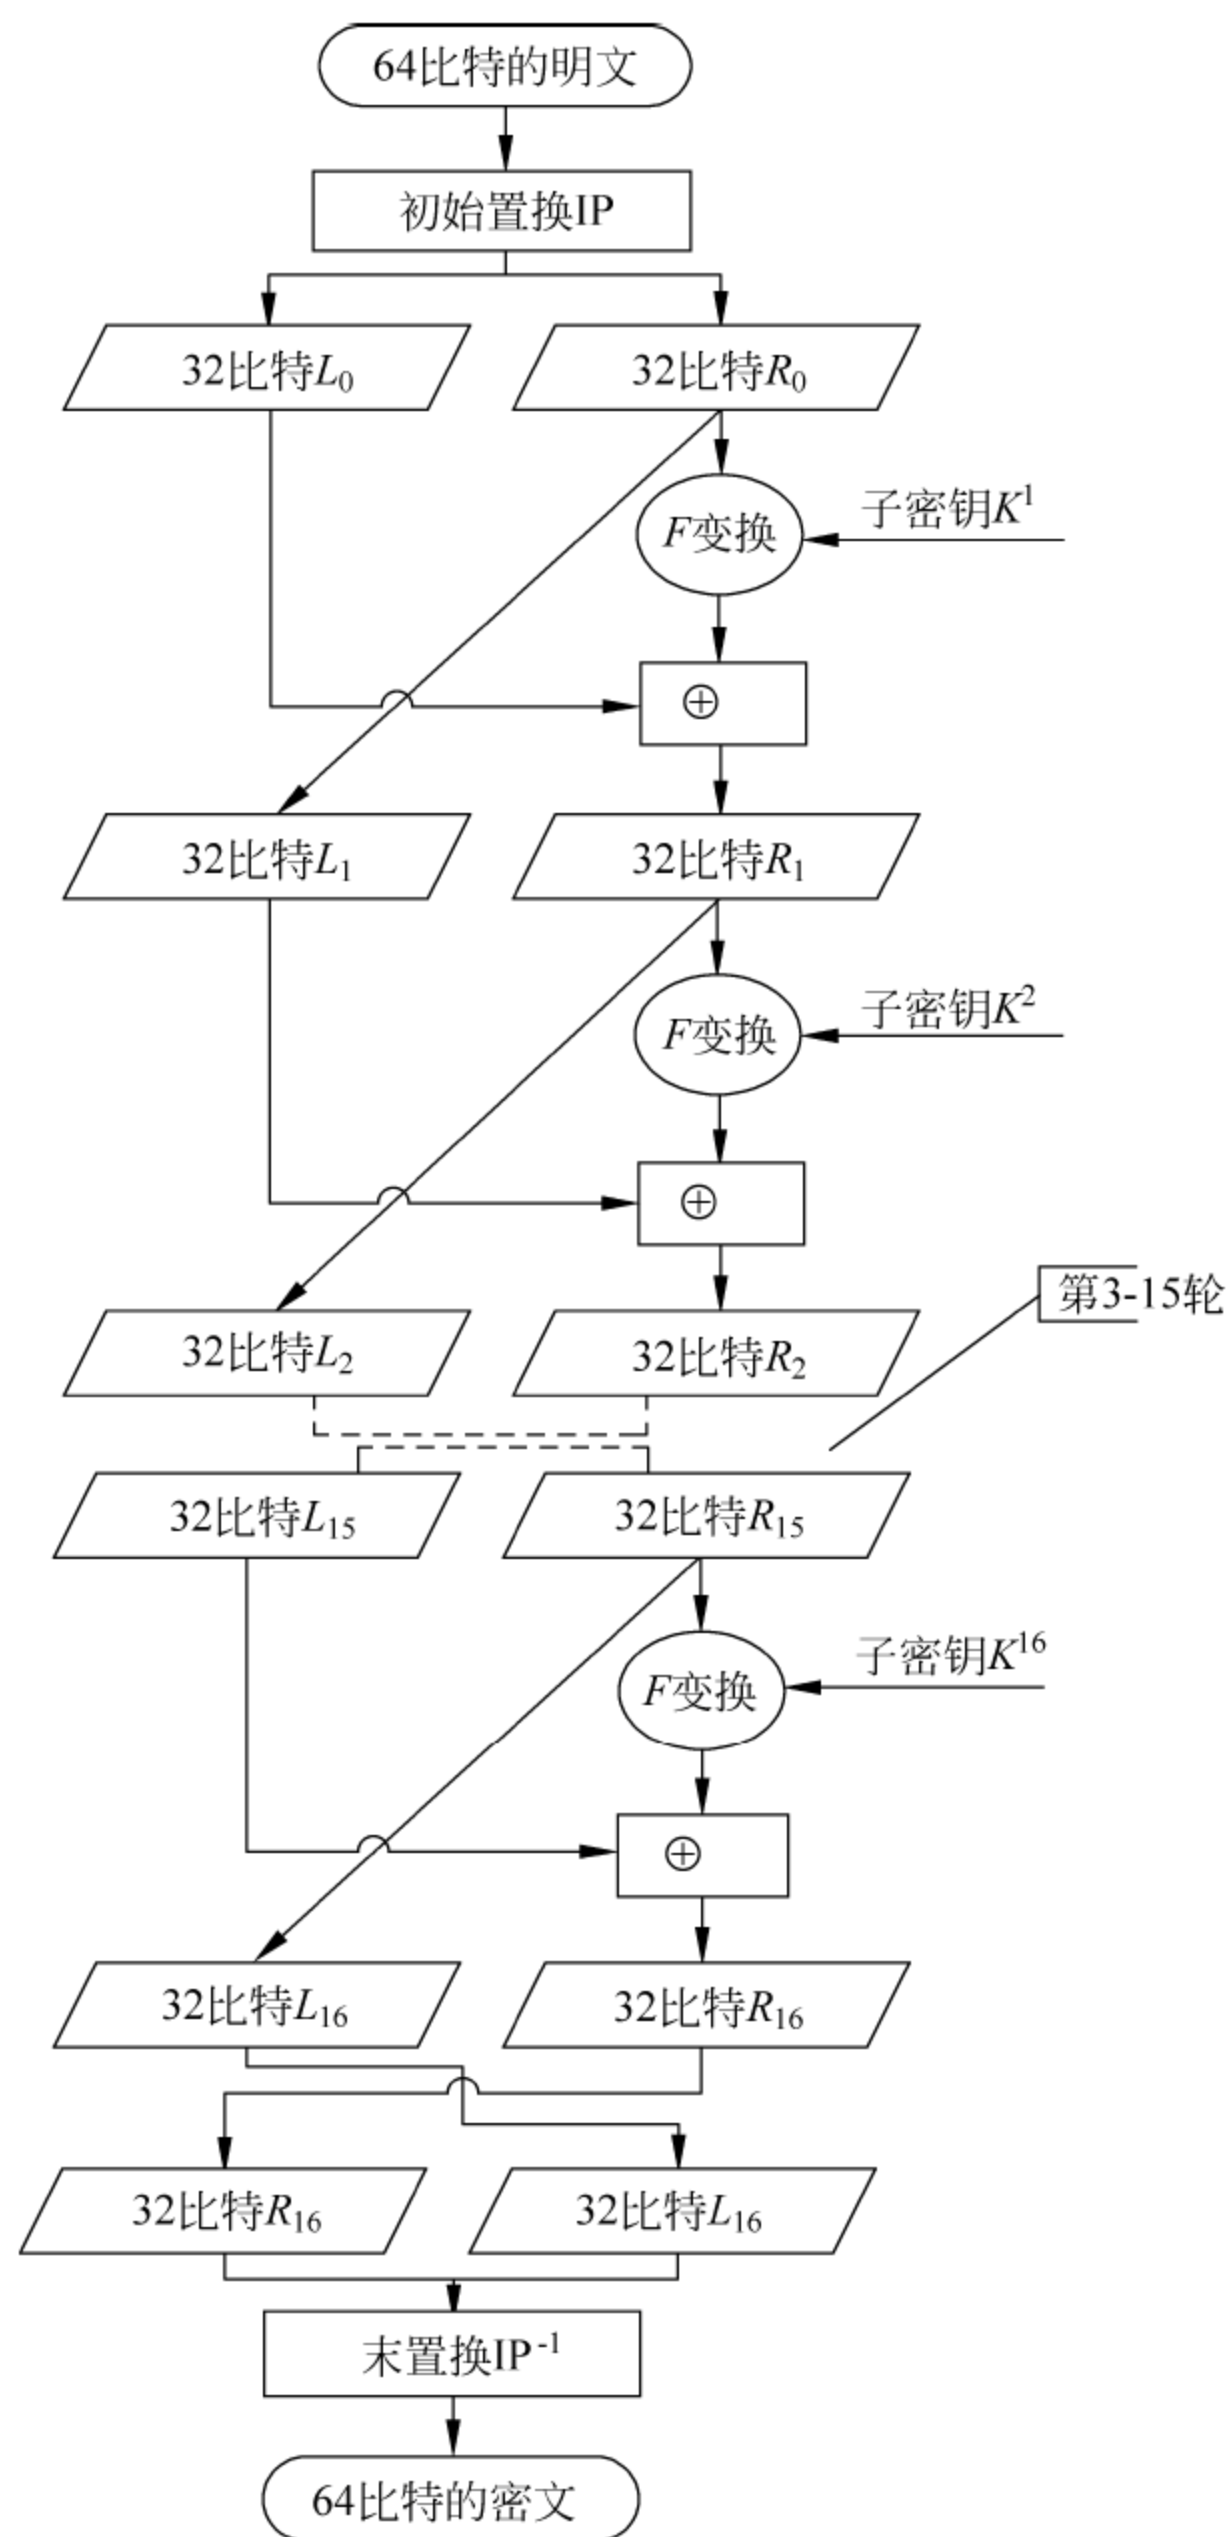 64比特的明文
初始置换IP
32比特L₀ 32比特R₀
子密钥K¹
F变换
⊕
32比特L₁ 32比特R₁
子密钥K²
F变换
⊕
第3-15轮
32比特L₂ 32比特R₂
32比特L₁₅ 32比特R₁₅
子密钥K¹⁶
F变换
⊕
32比特L₁₆ 32比特R₁₆
32比特R₁₆ 32比特L₁₆
末置换IP⁻¹
64比特的密文